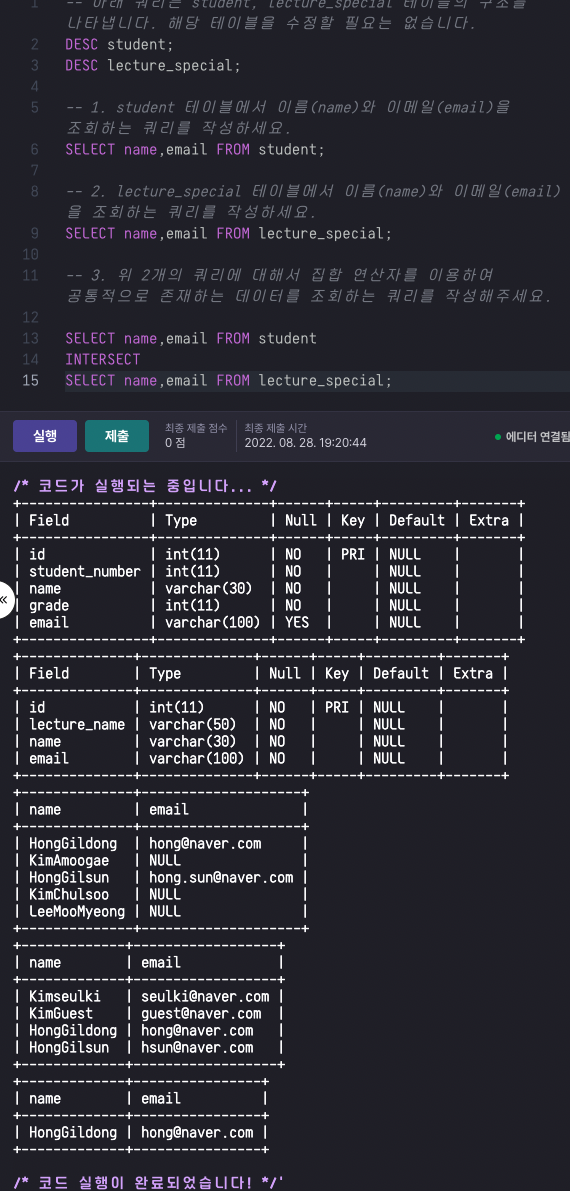 1 -- 아래 쿼리는 student, lecture_special 테이블의 구조를
나타냅니다. 해당 테이블을 수정할 필요는 없습니다.
2 DESC student;
3 DESC lecture_special;
4
5 -- 1. student 테이블에서 이름(name)와 이메일(email)을
조회하는 쿼리를 작성하세요.
6 SELECT name,email FROM student;
7
8 -- 2. lecture_special 테이블에서 이름(name)와 이메일(email)
을 조회하는 쿼리를 작성하세요.
9 SELECT name,email FROM lecture_special;
10
11 -- 3. 위 2개의 쿼리에 대해서 집합 연산자를 이용하여
공통적으로 존재하는 데이터를 조회하는 쿼리를 작성해주세요.
12
13 SELECT name,email FROM student
14 INTERSECT
15 SELECT name,email FROM lecture_special;
실행 제출 최종 제출 점수 최종 제출 시간
0 점 2022. 08. 28. 19:20:44 에디터 연결됨
/* 코드가 실행되는 중입니다... */
+----------------+--------------+------+-----+---------+-------+
| Field | Type | Null | Key | Default | Extra |
+----------------+--------------+------+-----+---------+-------+
| id | int(11) | NO | PRI | NULL | |
| student_number | int(11) | NO | | NULL | |
| name | varchar(30) | NO | | NULL | |
| grade | int(11) | NO | | NULL | |
| email | varchar(100) | YES | | NULL | |
+----------------+--------------+------+-----+---------+-------+
+--------------+--------------+------+-----+---------+-------+
| Field | Type | Null | Key | Default | Extra |
+--------------+--------------+------+-----+---------+-------+
| id | int(11) | NO | PRI | NULL | |
| lecture_name | varchar(50) | NO | | NULL | |
| name | varchar(30) | NO | | NULL | |
| email | varchar(100) | NO | | NULL | |
+--------------+--------------+------+-----+---------+-------+
+--------------+--------------------+
| name | email |
+--------------+--------------------+
| HongGildong | hong@naver.com |
| KimAmoogae | NULL |
| HongGilsun | hong.sun@naver.com |
| KimChulsoo | NULL |
| LeeMooMyeong | NULL |
+--------------+--------------------+
+-------------+------------------+
| name | email |
+-------------+------------------+
| Kimseulki | seulki@naver.com |
| KimGuest | guest@naver.com |
| HongGildong | hong@naver.com |
| HongGilsun | hsun@naver.com |
+-------------+------------------+
+-------------+----------------+
| name | email |
+-------------+----------------+
| HongGildong | hong@naver.com |
+-------------+----------------+
/* 코드 실행이 완료되었습니다! */'